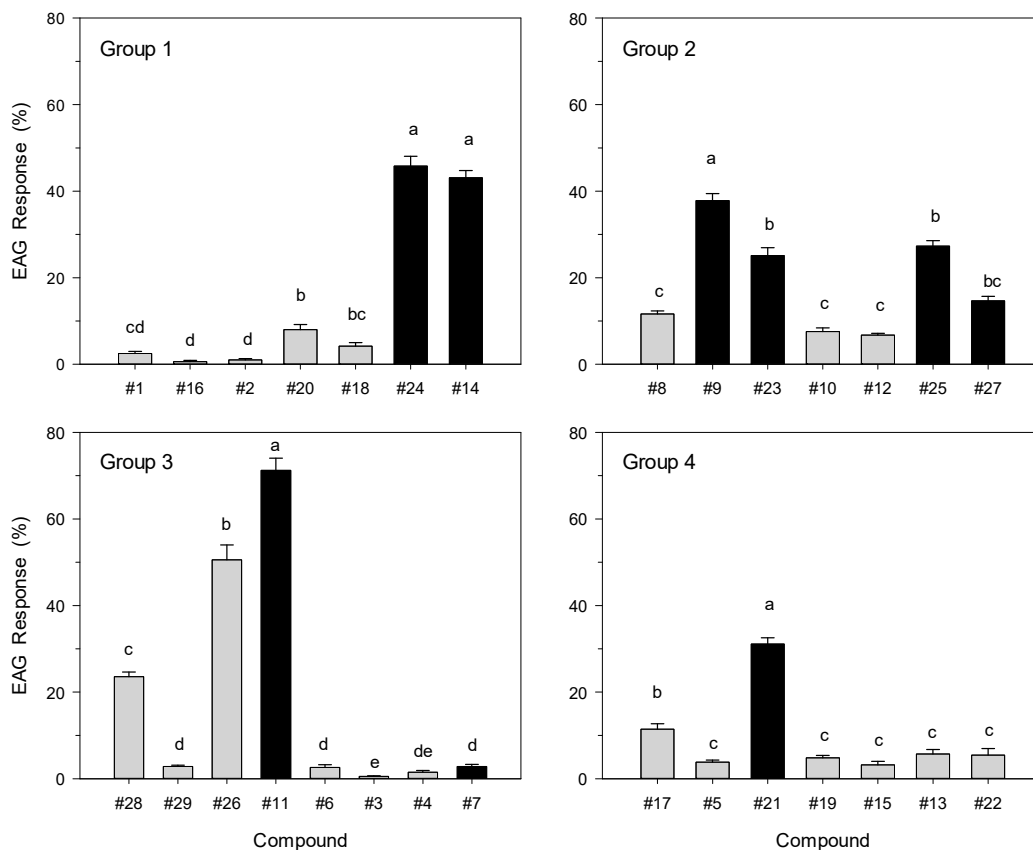 80
60
40
20
0
EAG Response (%)
Group 1
cd
d
d
b
bc
a
a
#1 #16 #2 #20 #18 #24 #14
80
60
40
20
0
Group 2
c
a
b
c
c
b
bc
#8 #9 #23 #10 #12 #25 #27
80
60
40
20
0
EAG Response (%)
Group 3
c
d
b
a
d
e
de
d
#28 #29 #26 #11 #6 #3 #4 #7
Compound
80
60
40
20
0
Group 4
b
c
a
c
c
c
c
#17 #5 #21 #19 #15 #13 #22
Compound